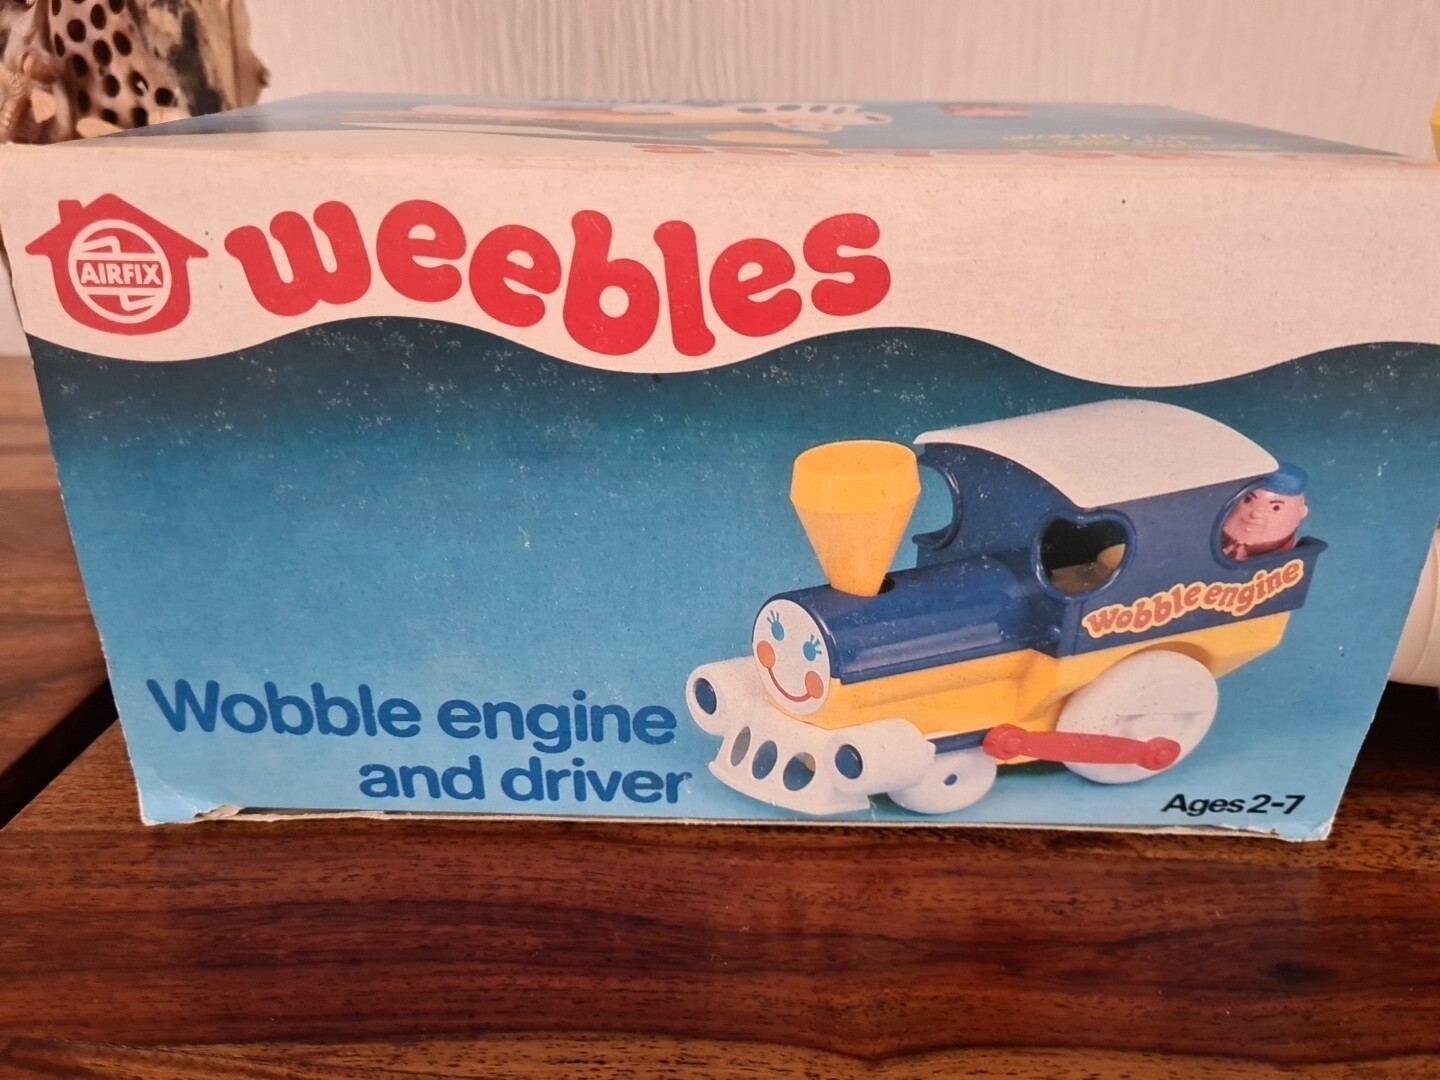 AIRFIX
weebles
Wobble engine
Wobble engine
and driver
Ages 2-7